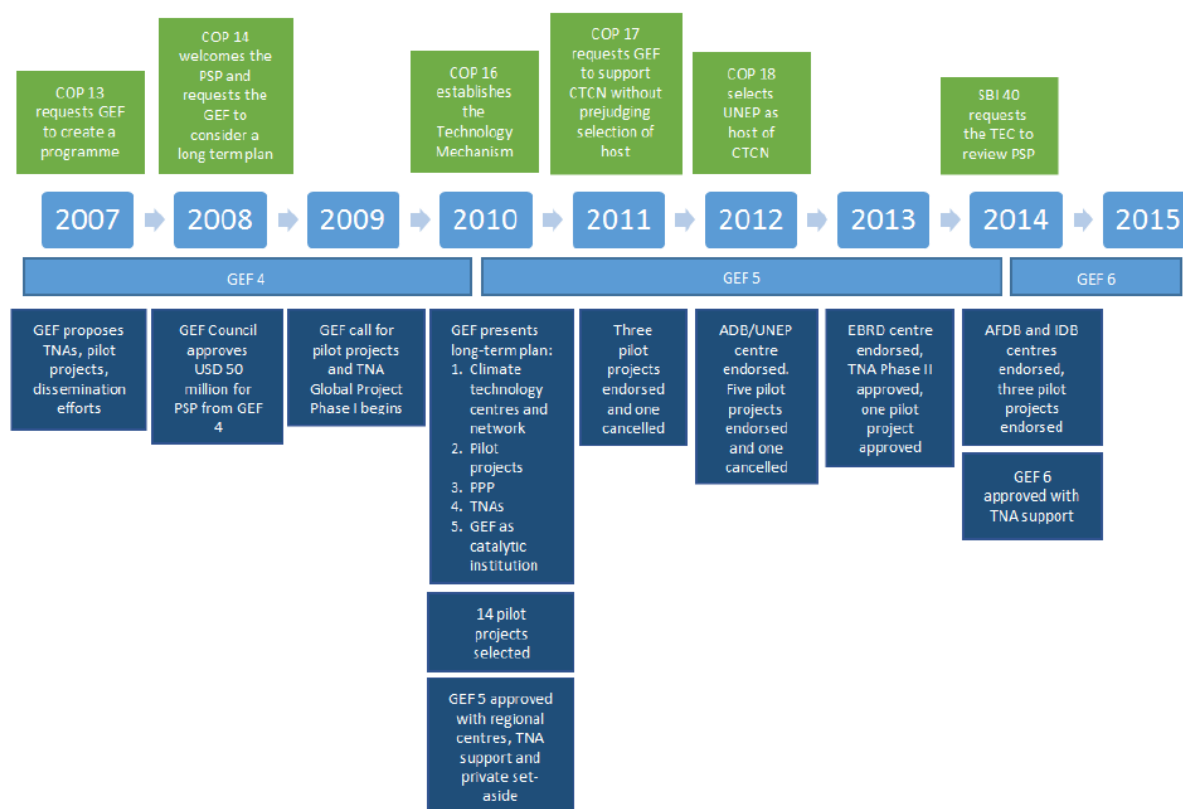 COP 13
requests GEF
to create a
programme
COP 14
welcomes the
PSP and
requests the
GEF to
consider a
long term plan
COP 16
establishes
the
Technology
Mechanism
COP 17
requests GEF
to support
CTCN without
prejudging
selection of
host
COP 18
selects
UNEP as
host of
CTCN
SBI 40
requests
the TEC to
review PSP
2007
2008
2009
2010
2011
2012
2013
2014
2015
GEF 4
GEF 5
GEF 6
GEF proposes
TNAs, pilot
projects,
dissemination
efforts
GEF Council
approves
USD 50
million for
PSP from GEF
4
GEF call for
pilot projects
and TNA
Global Project
Phase I begins
GEF presents
long-term plan:
1. Climate
technology
centres and
network
2. Pilot
projects
3. PPP
4. TNAs
5. GEF as
catalytic
institution
14 pilot
projects
selected
GEF 5 approved
with regional
centres, TNA
support and
private set-
aside
Three
pilot
projects
endorsed
and one
cancelled
ADB/UNEP
centre
endorsed.
Five pilot
projects
endorsed
and one
cancelled
EBRD centre
endorsed,
TNA Phase II
approved,
one pilot
project
approved
AFDB and IDB
centres
endorsed,
three pilot
projects
endorsed
GEF 6
approved with
TNA support